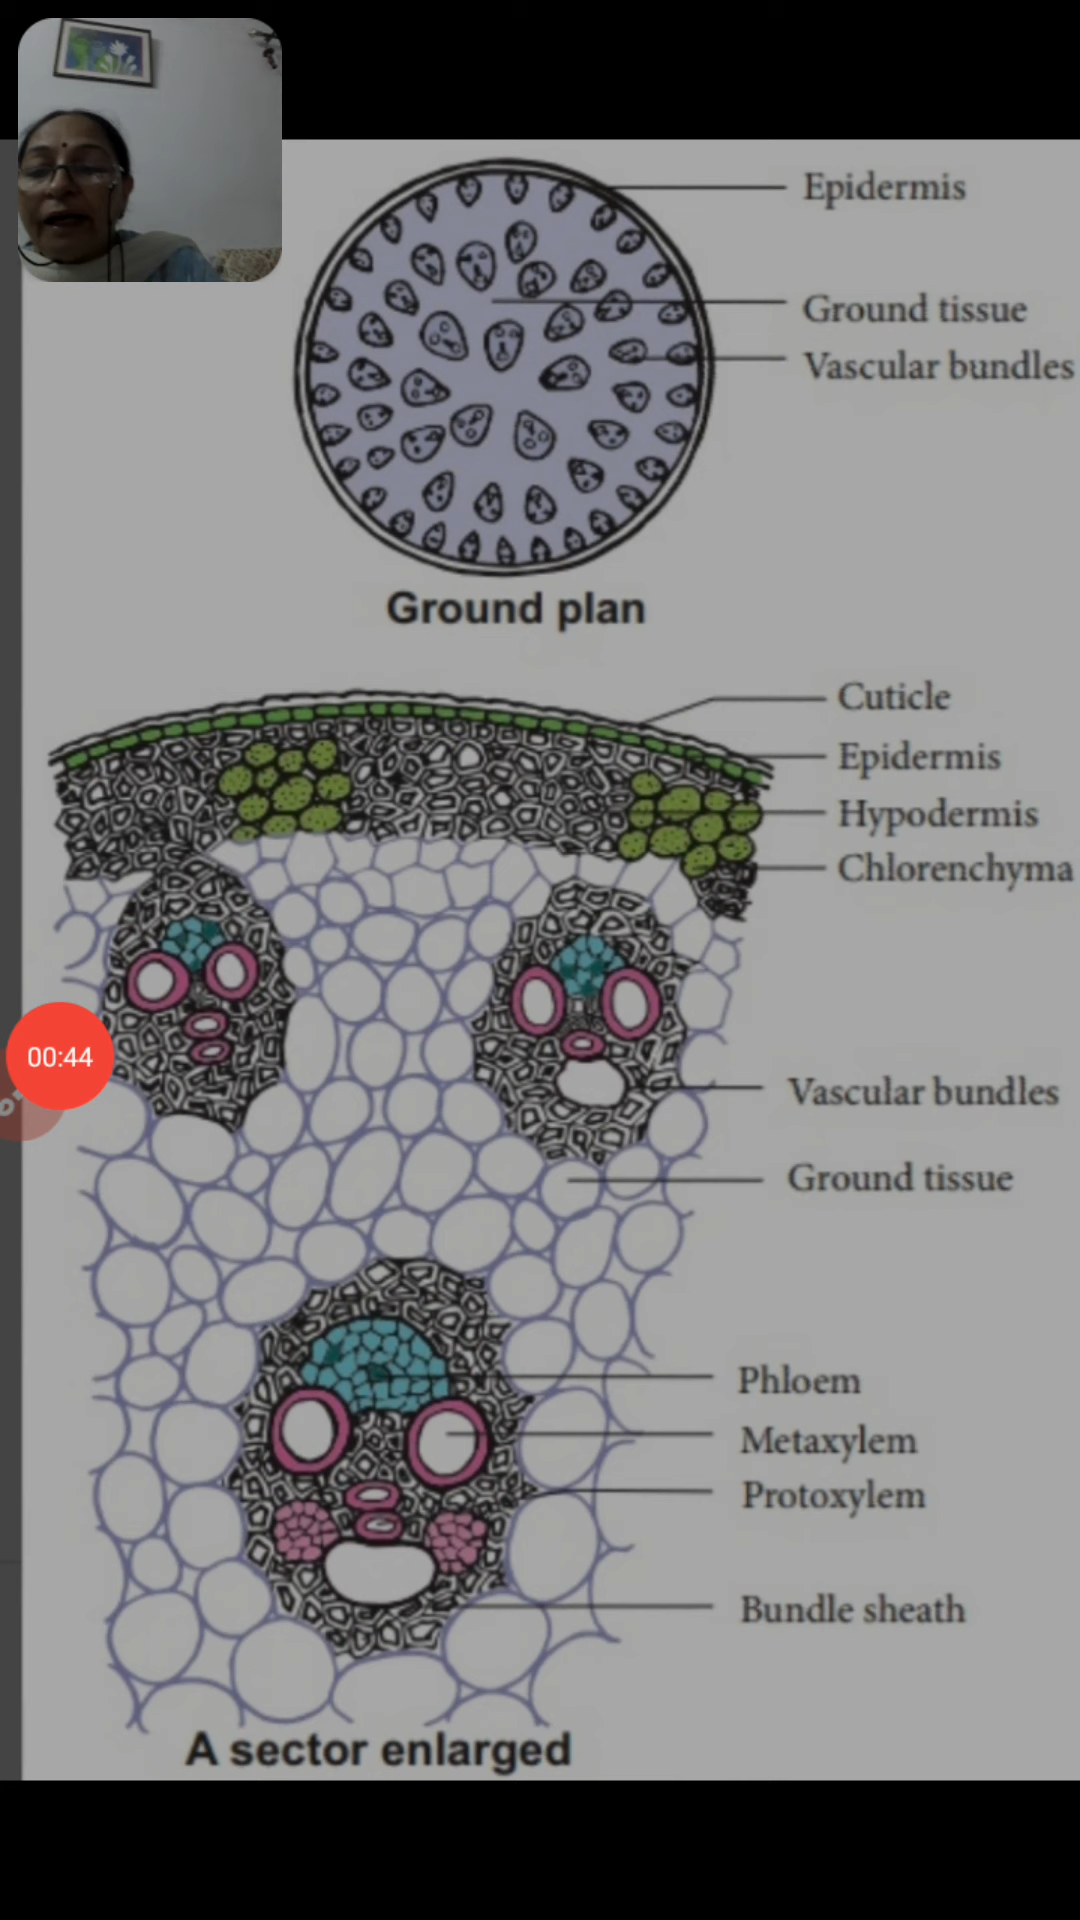 Epidermis
Ground tissue
Vascular bundles
Ground plan
Cuticle
Epidermis
Hypodermis
Chlorenchyma
00:44
Vascular bundles
Ground tissue
Phloem
Metaxylem
Protoxylem
Bundle sheath
A sector enlarged